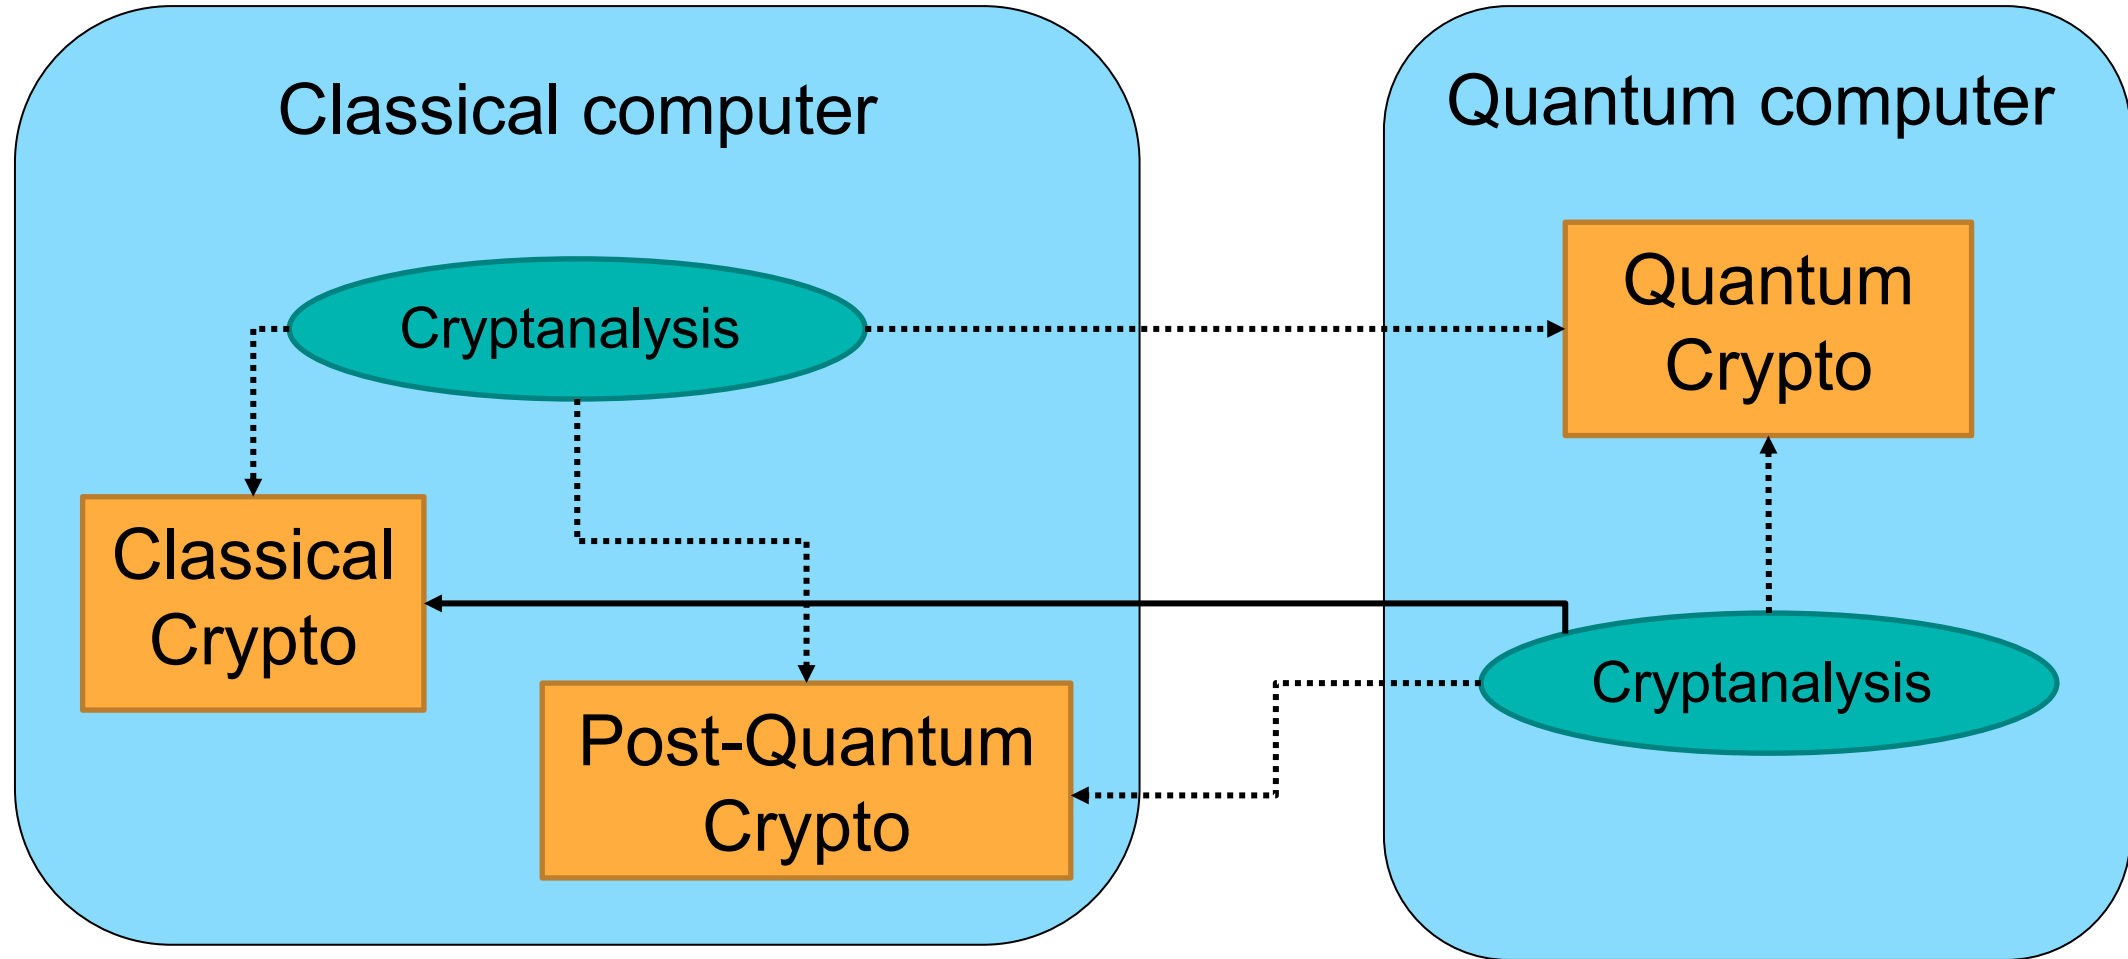 Classical computer
Cryptanalysis
Classical
Crypto
Post-Quantum
Crypto
Quantum computer
Quantum
Crypto
Cryptanalysis